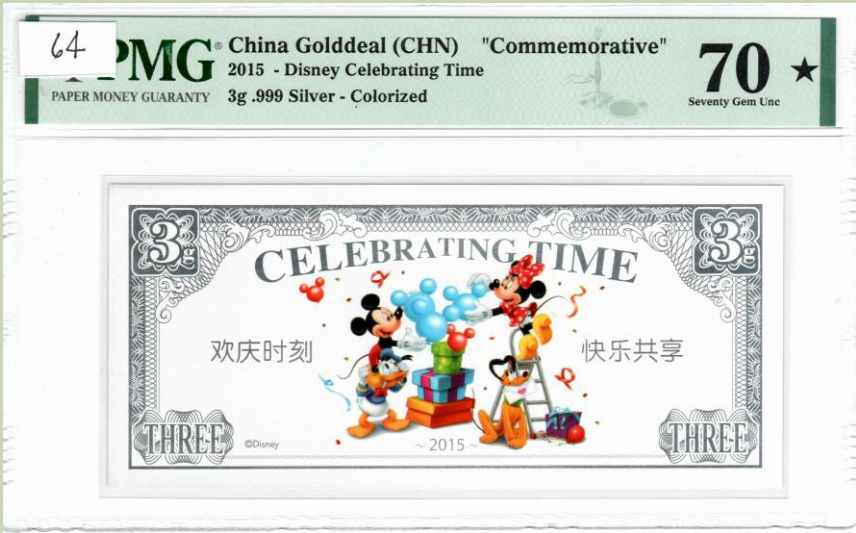 64
PMG®
PAPER MONEY GUARANTY
China Golddeal (CHN) "Commemorative"
2015 - Disney Celebrating Time
3g .999 Silver - Colorized
70 ★
Seventy Gem Unc
3g
3g
CELEBRATING TIME
欢庆时刻
快乐共享
THREE
©Disney
~ 2015 ~
THREE